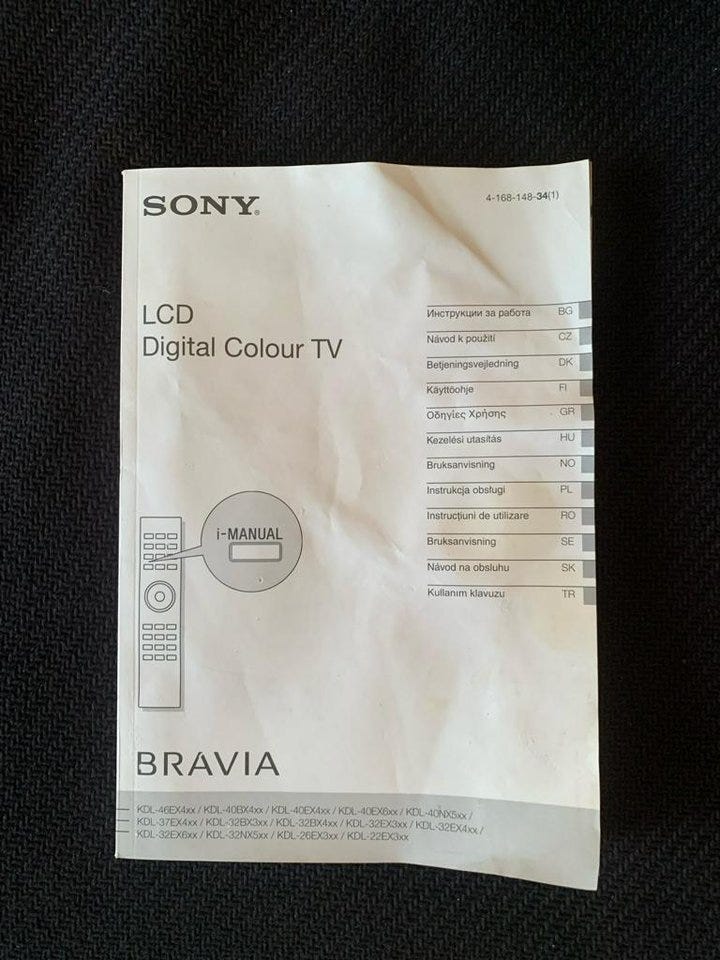 SONY®
4-168-148-34(1)
LCD
Digital Colour TV
Инструкции за работа BG
Návod k použití CZ
Betjeningsvejledning DK
Käyttöohje FI
Οδηγίες Χρήσης GR
Kezelési utasítás HU
Bruksanvisning NO
Instrukcja obsługi PL
Instrucțiuni de utilizare RO
Bruksanvisning SE
Návod na obsluhu SK
Kullanım klavuzu TR
i-MANUAL
BRAVIA
KDL-46EX4xx / KDL-40BX4xx / KDL-40EX4xx / KDL-40EX6xx / KDL-40NX5xx /
KDL-37EX4xx / KDL-32BX3xx / KDL-32BX4xx / KDL-32EX3xx / KDL-32EX4xx /
KDL-32EX6xx / KDL-32NX5xx / KDL-26EX3xx / KDL-22EX3xx